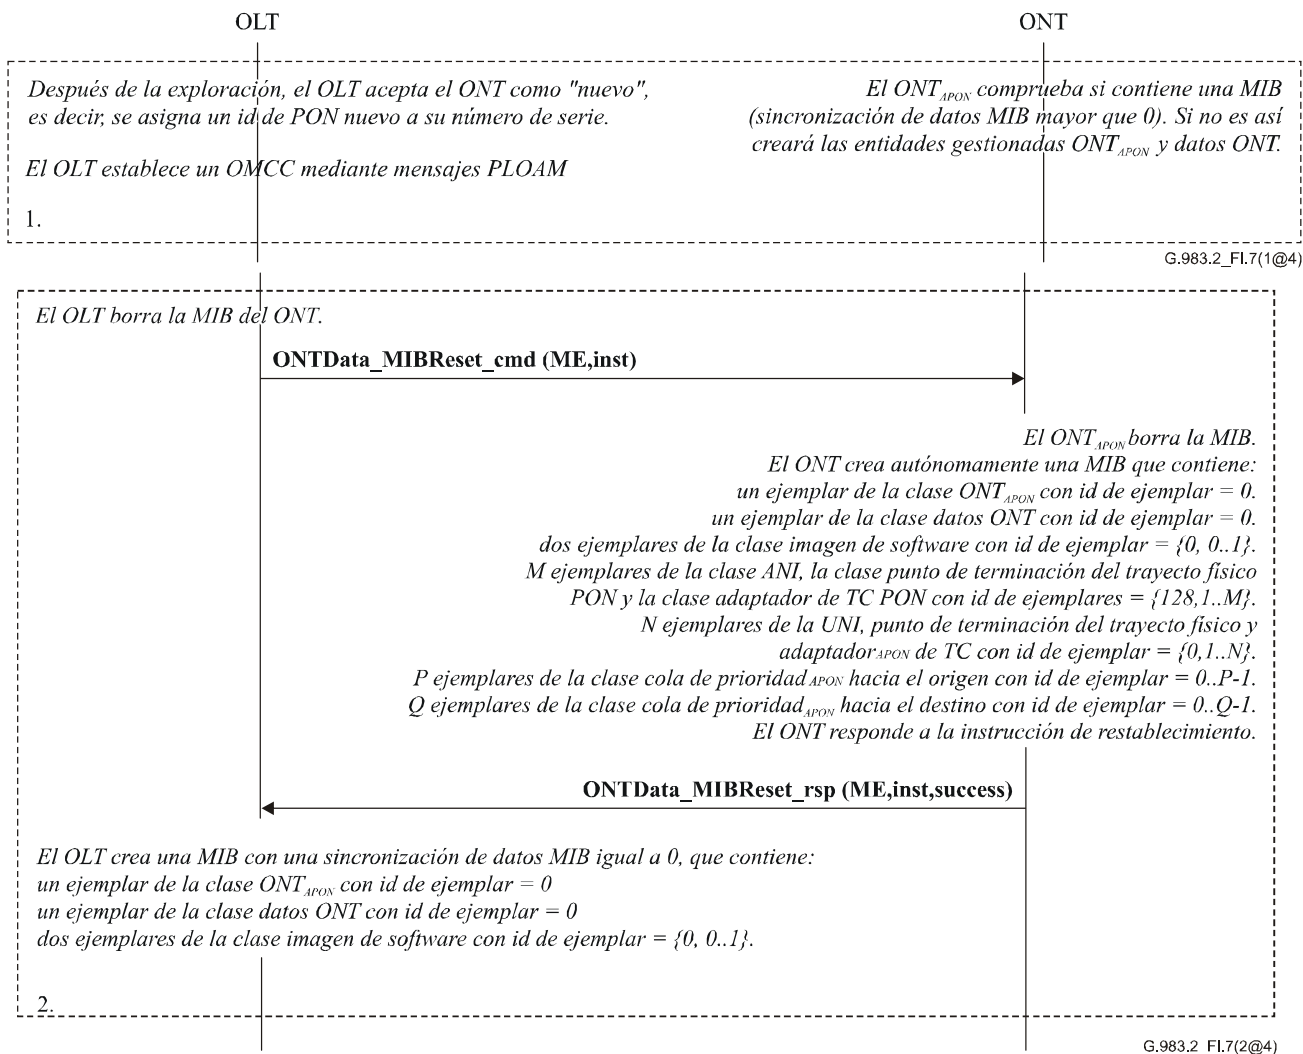 OLT ONT
Después de la exploración, el OLT acepta el ONT como "nuevo",
es decir, se asigna un id de PON nuevo a su número de serie.
El OLT establece un OMCC mediante mensajes PLOAM
1.
El ONTAPON comprueba si contiene una MIB
(sincronización de datos MIB mayor que 0). Si no es así
creará las entidades gestionadas ONTAPON y datos ONT.
G.983.2_FI.7(1@4)
El OLT borra la MIB del ONT.
ONTData_MIBReset_cmd (ME,inst)
El ONTAPON borra la MIB.
El ONT crea autónomamente una MIB que contiene:
un ejemplar de la clase ONTAPON con id de ejemplar = 0.
un ejemplar de la clase datos ONT con id de ejemplar = 0.
dos ejemplares de la clase imagen de software con id de ejemplar = {0, 0..1}.
M ejemplares de la clase ANI, la clase punto de terminación del trayecto físico
PON y la clase adaptador de TC PON con id de ejemplares = {128,1..M}.
N ejemplares de la UNI, punto de terminación del trayecto físico y
adaptadorAPON de TC con id de ejemplar = {0,1..N}.
P ejemplares de la clase cola de prioridadAPON hacia el origen con id de ejemplar = 0..P-1.
Q ejemplares de la clase cola de prioridadAPON hacia el destino con id de ejemplar = 0..Q-1.
El ONT responde a la instrucción de restablecimiento.
ONTData_MIBReset_rsp (ME,inst,success)
El OLT crea una MIB con una sincronización de datos MIB igual a 0, que contiene:
un ejemplar de la clase ONTAPON con id de ejemplar = 0
un ejemplar de la clase datos ONT con id de ejemplar = 0
dos ejemplares de la clase imagen de software con id de ejemplar = {0, 0..1}.
2.
G.983.2_FI.7(2@4)